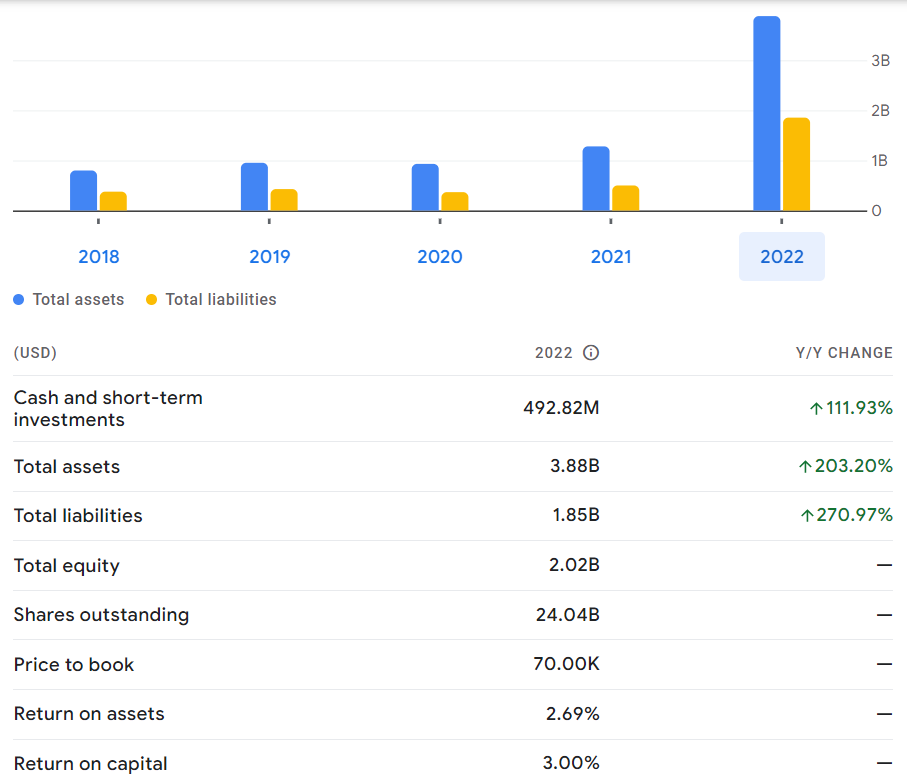 3B
2B
1B
0
2018 2019 2020 2021 2022
Total assets Total liabilities
(USD) 2022 Y/Y CHANGE
Cash and short-term
investments 492.82M ↑111.93%
Total assets 3.88B ↑203.20%
Total liabilities 1.85B ↑270.97%
Total equity 2.02B —
Shares outstanding 24.04B —
Price to book 70.00K —
Return on assets 2.69% —
Return on capital 3.00% —